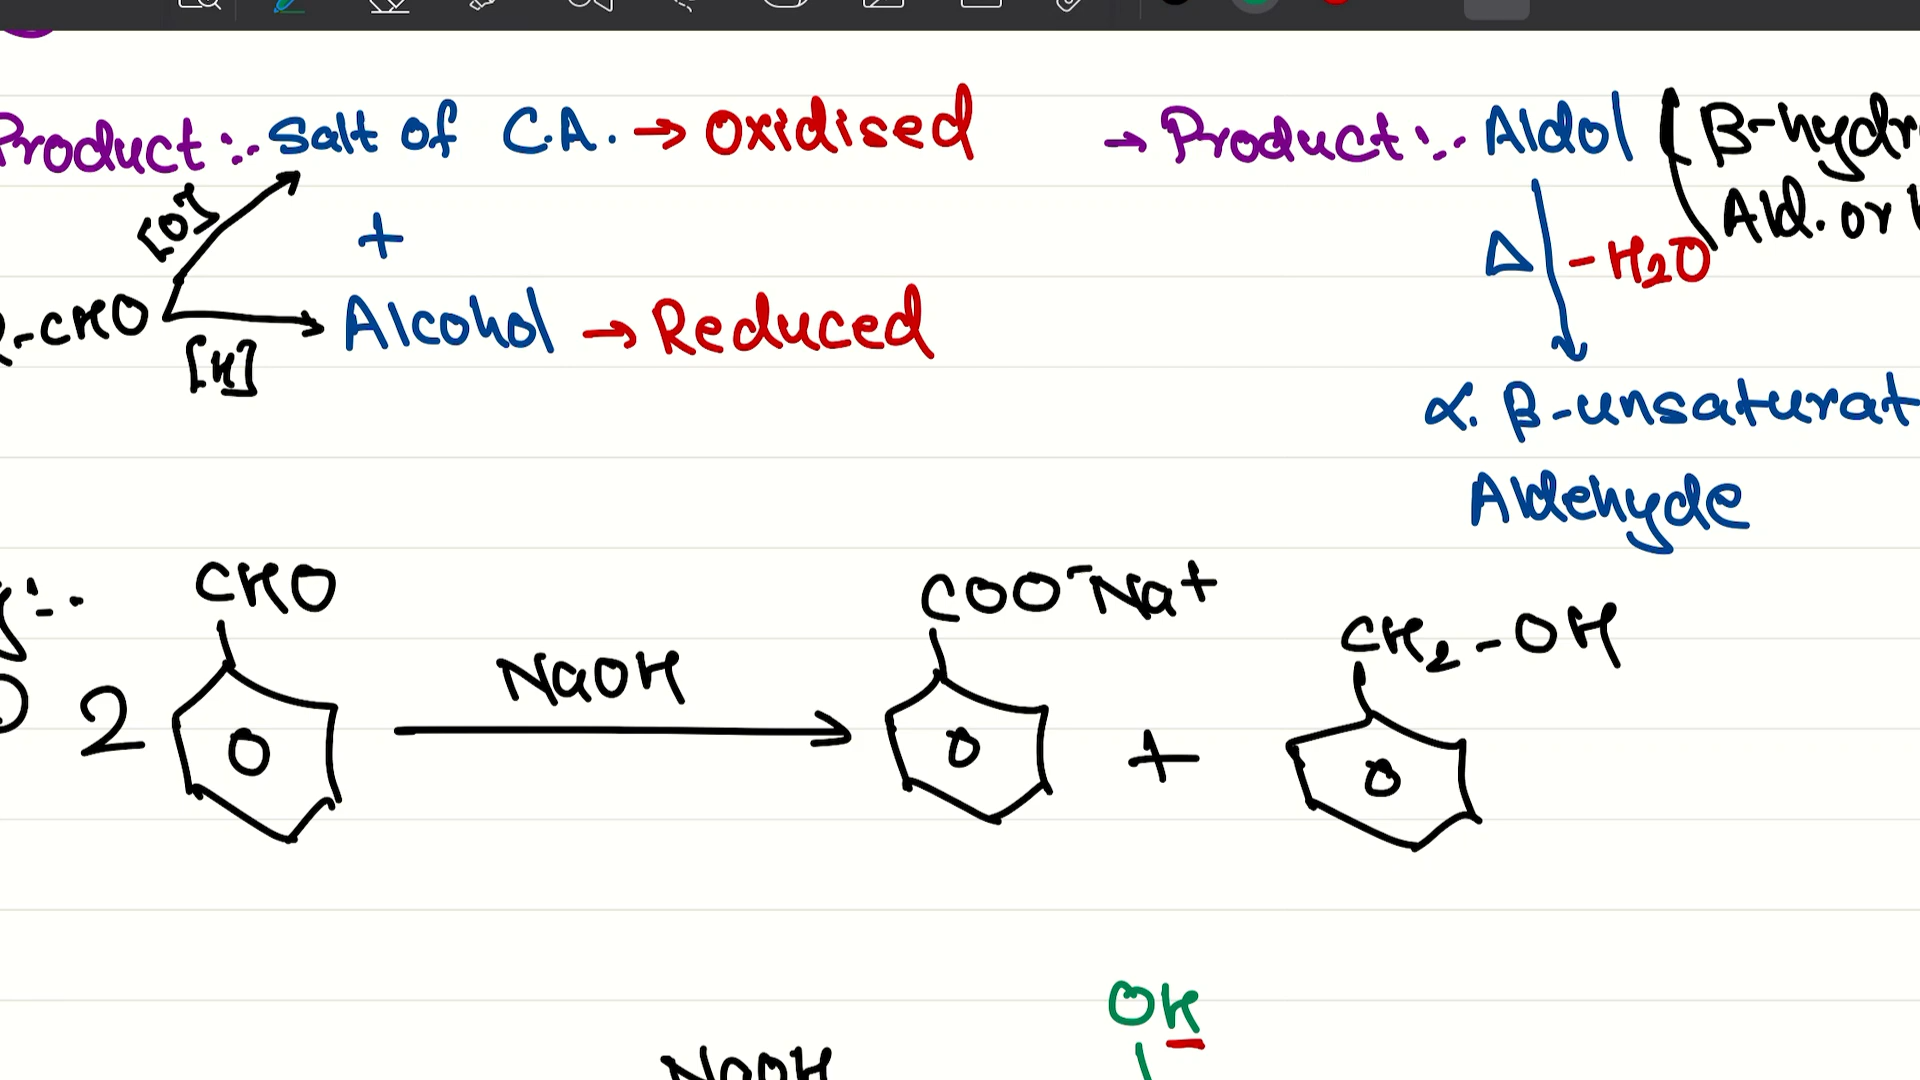 Product :- Salt of C.A. → Oxidised
[O]
+
-CHO
Alcohol → Reduced
[H]
→ Product :- Aldol (β-hydr
Ald. or
Δ -H2O
α. β-unsaturat
Aldehyde
CHO
2
NaOH
COO⁻Na+
+
CH2-OH
OH
NaOH